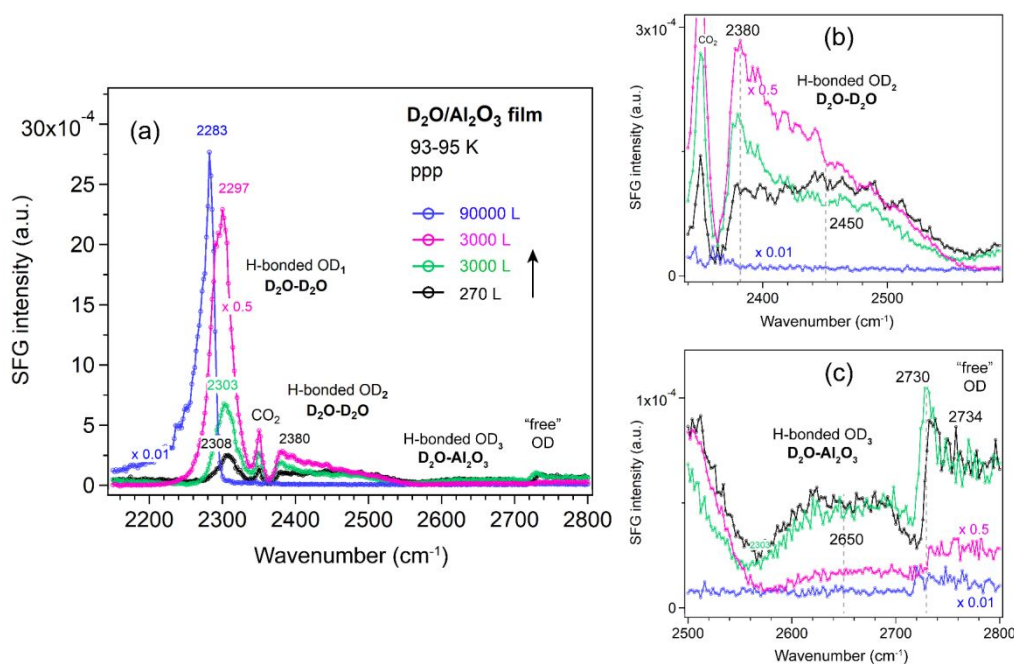 (a)
SFG intensity (a.u.)
30x10-4
25
20
15
10
5
0
2283
2297
x 0.5
2303
2308
x 0.01
H-bonded OD1
D2O-D2O
CO2
H-bonded OD2
D2O-D2O
2380
H-bonded OD3
D2O-Al2O3
"free"
OD
D2O/Al2O3 film
93-95 K
ppp
90000 L
3000 L
3000 L
270 L
2200 2300 2400 2500 2600 2700 2800
Wavenumber (cm-1)
(b)
SFG intensity (a.u.)
3x10-4
0
CO2
2380
x 0.5
H-bonded OD2
D2O-D2O
2450
x 0.01
2400 2500
Wavenumber (cm-1)
(c)
SFG intensity (a.u.)
1x10-4
0
H-bonded OD3
D2O-Al2O3
2730
"free"
OD
2734
2303
2650
x 0.5
x 0.01
2500 2600 2700 2800
Wavenumber (cm-1)